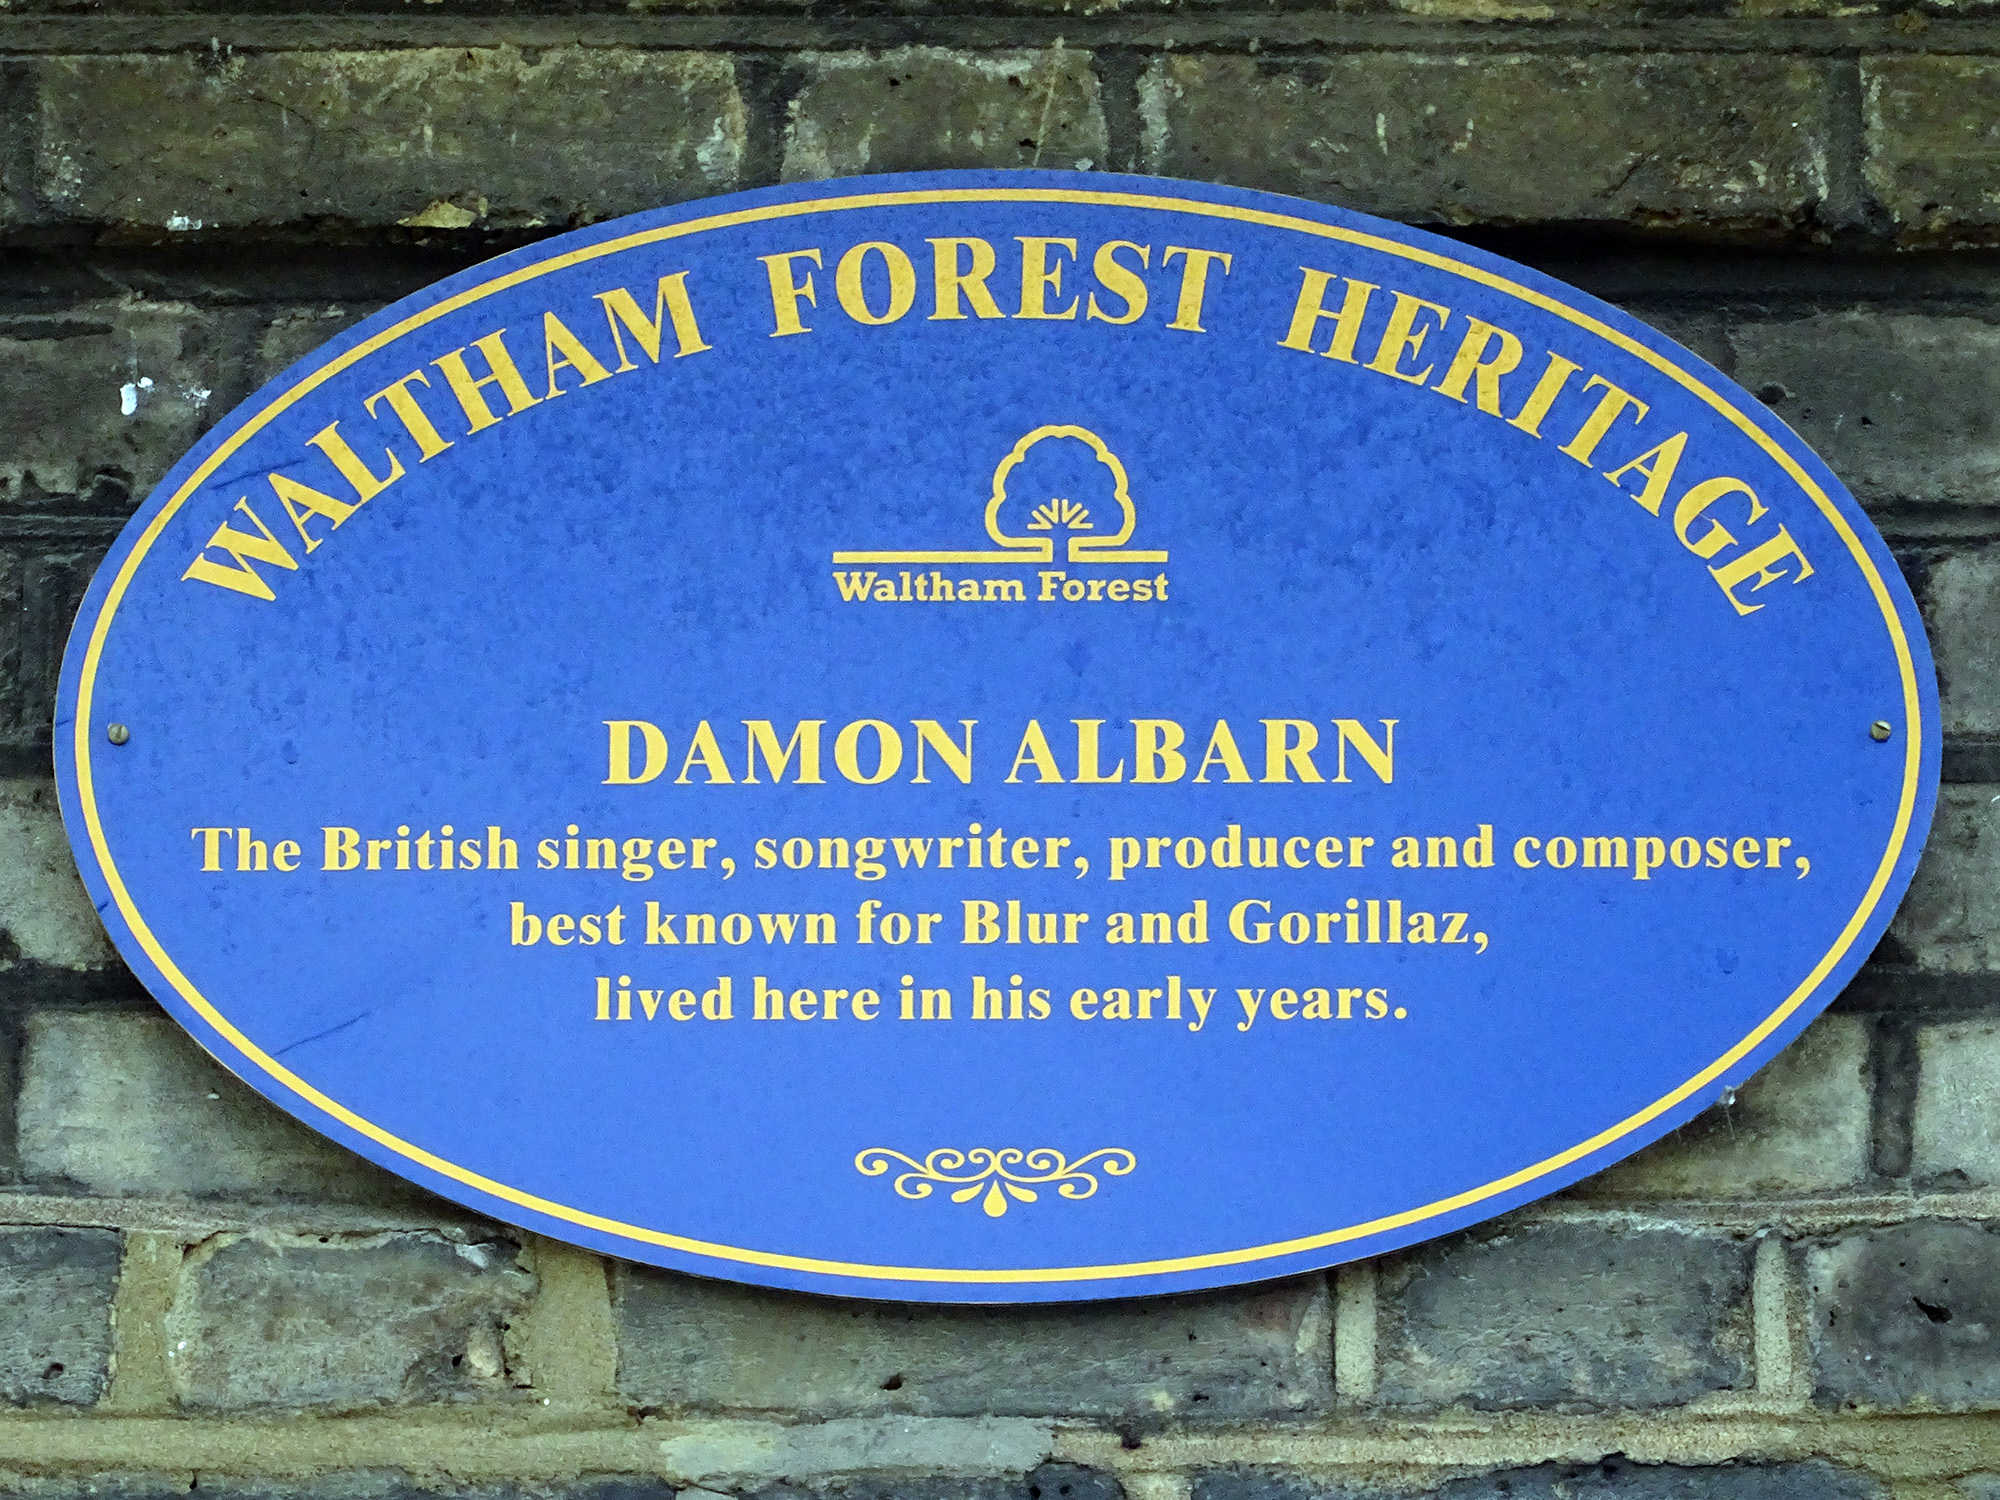 WALTHAM FOREST HERITAGE
Waltham Forest
DAMON ALBARN
The British singer, songwriter, producer and composer,
best known for Blur and Gorillaz,
lived here in his early years.